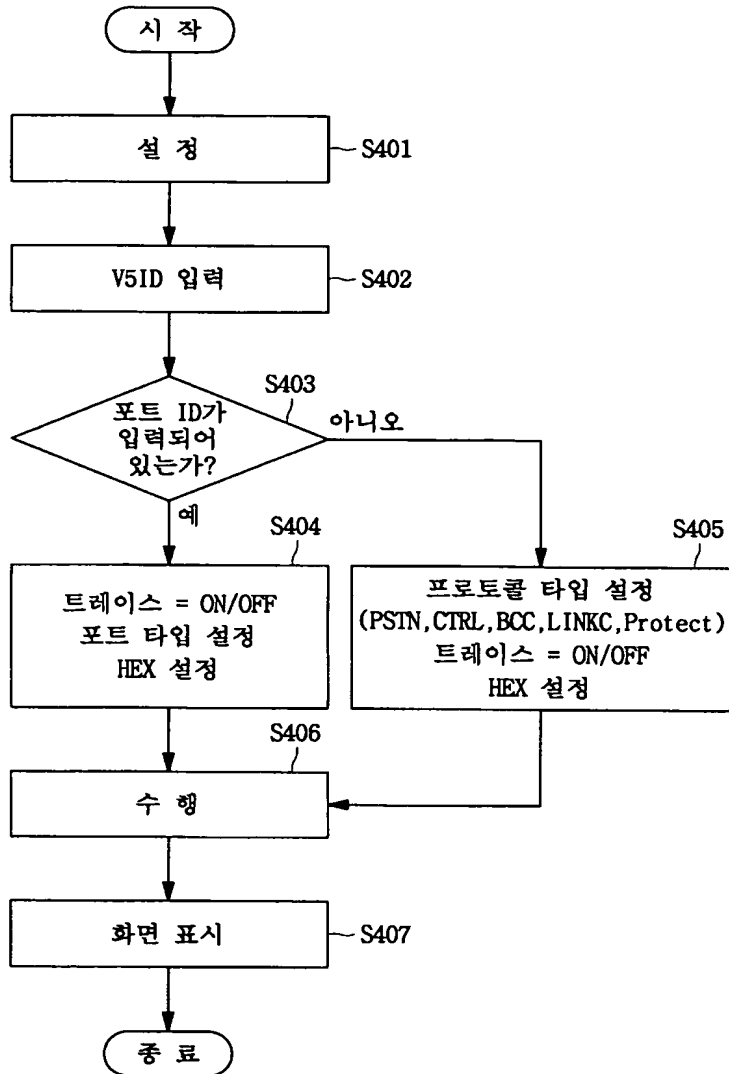 시 작
설 정
S401
V5ID 입력
S402
S403
포트 ID가
입력되어
있는가?
아니오
예
S404
트레이스 = ON/OFF
포트 타입 설정
HEX 설정
S405
프로토콜 타입 설정
(PSTN,CTRL,BCC,LINKC,Protect)
트레이스 = ON/OFF
HEX 설정
S406
수 행
화면 표시
S407
종 료